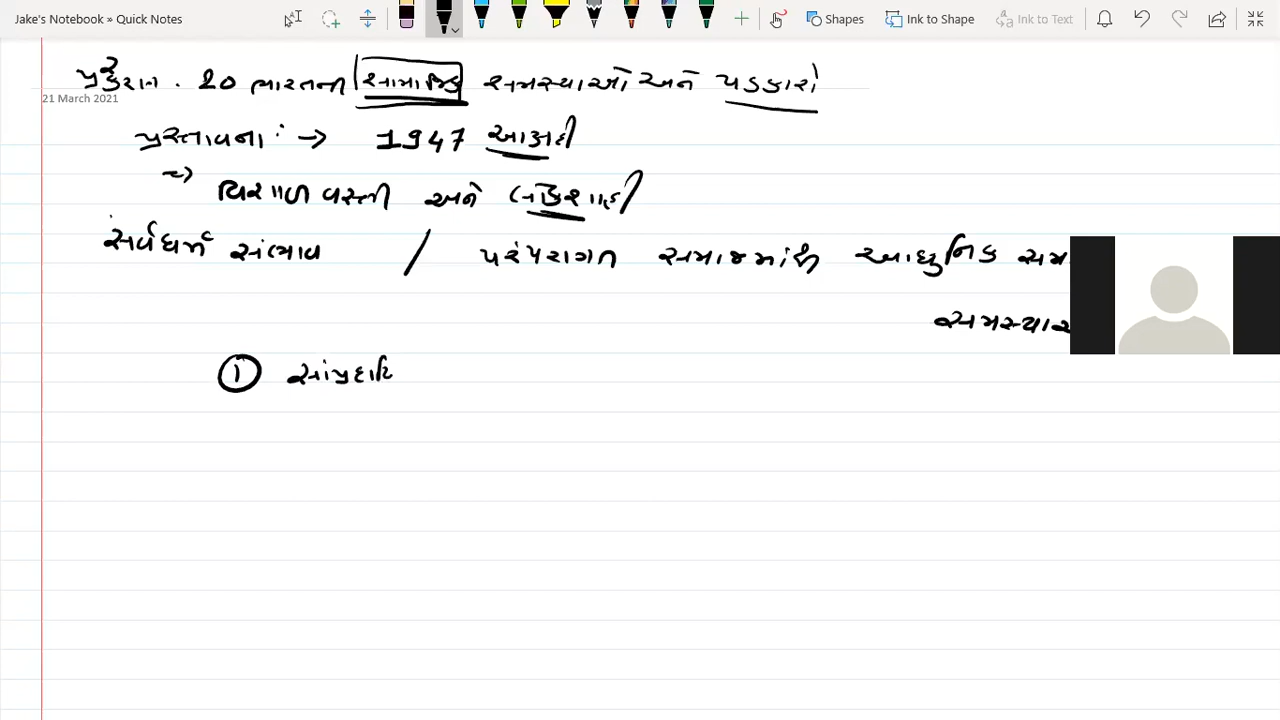 Jake's Notebook » Quick Notes
Shapes
Ink to Shape
Ink to Text
પ્રકરણ . 20 ભારતની સામાજિક સમસ્યાઓ અને પડકારો
21 March 2021
પ્રસ્તાવના :→ 1947 આઝાદી
⇒ વિશાળ વસ્તી અને લોકશાહી
સર્વધર્મ સંભાવ / પરંપરાગત સમાજમાંથી આધુનિક સમ
સમસ્યા
① સાંપ્રદાિ